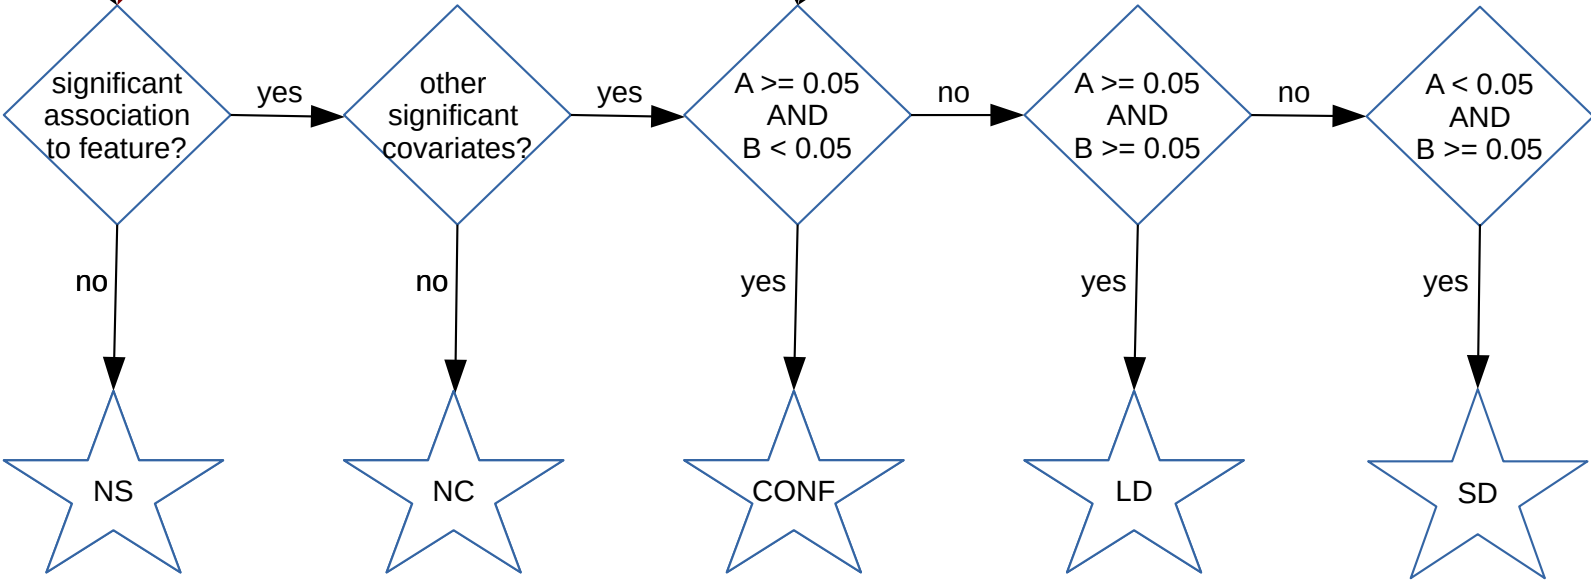 significant
association
to feature?
yes
other
significant
covariates?
yes
A >= 0.05
AND
B < 0.05
no
A >= 0.05
AND
B >= 0.05
no
A < 0.05
AND
B >= 0.05
no
no
yes
yes
yes
NS
NC
CONF
LD
SD